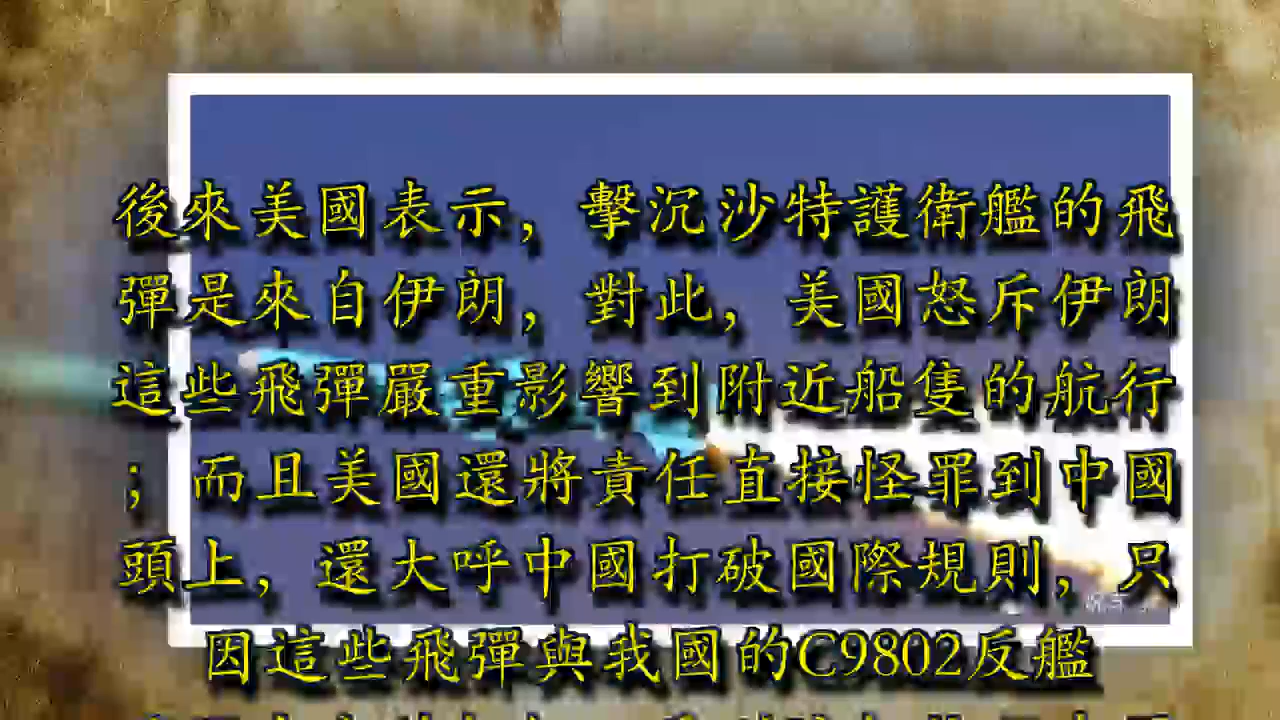 後來美國表示，擊沉沙特護衛艦的飛
彈是來自伊朗，對此，美國怒斥伊朗
這些飛彈嚴重影響到附近船隻的航行
；而且美國還將責任直接怪罪到中國
頭上，還大呼中國打破國際規則，只
因這些飛彈與我國的C9802反艦